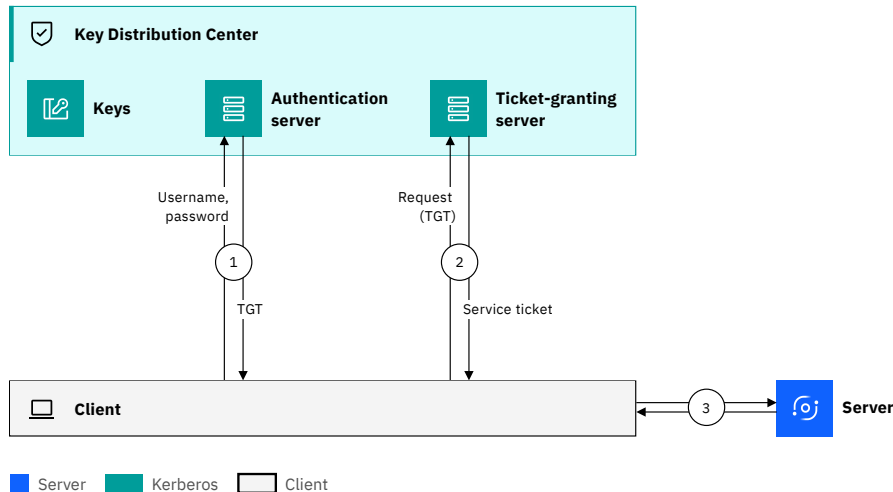 Key Distribution Center
Keys
Authentication
server
Ticket-granting
server
Username,
password
Request
(TGT)
1
2
TGT
Service ticket
Client
3
Server
Server
Kerberos
Client